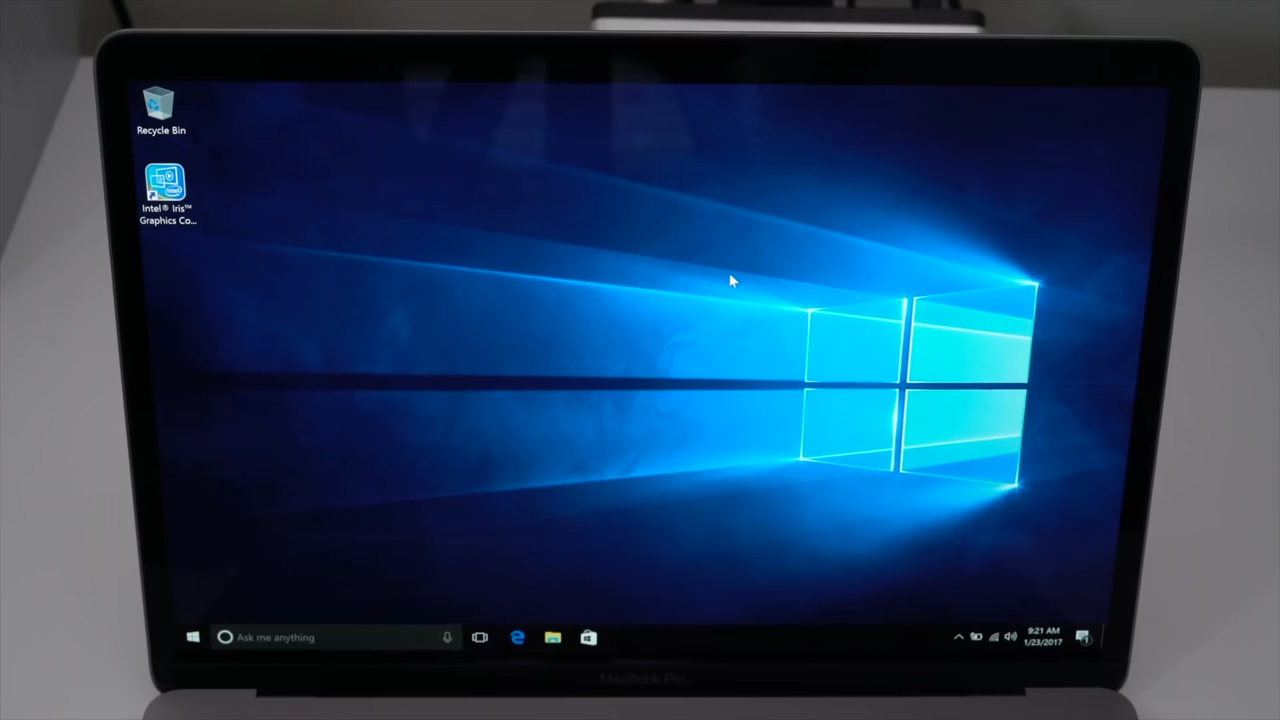 Recycle Bin
Intel® Iris™
Graphics Co...
Ask me anything
9:21 AM
1/23/2017
MacBook Pro